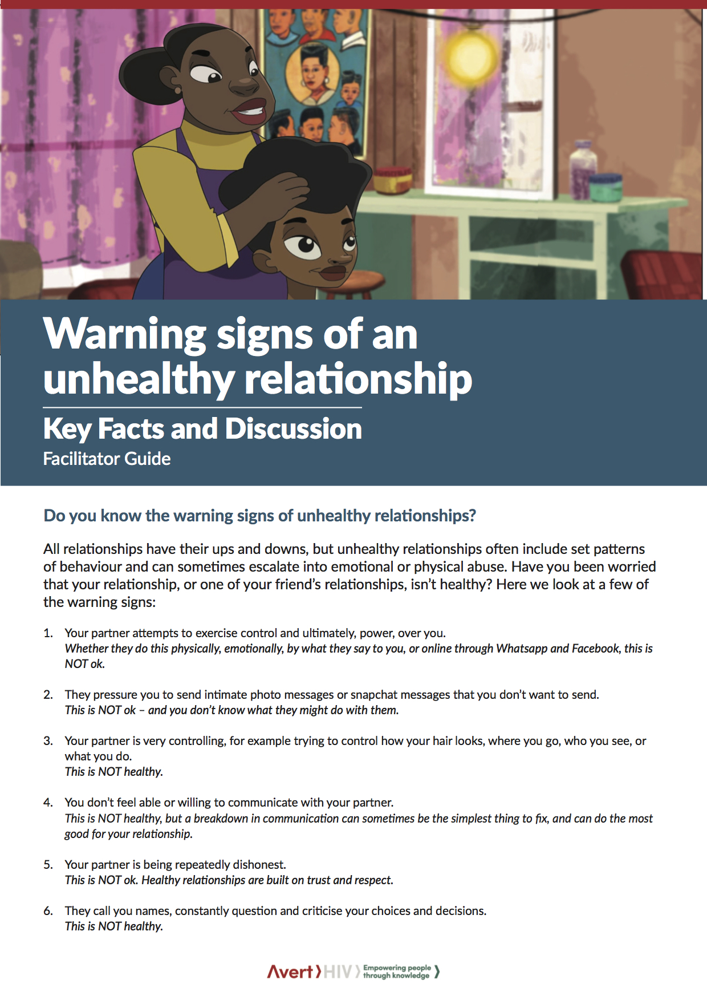 Warning signs of an
unhealthy relationship
Key Facts and Discussion
Facilitator Guide
Do you know the warning signs of unhealthy relationships?
All relationships have their ups and downs, but unhealthy relationships often include set patterns
of behaviour and can sometimes escalate into emotional or physical abuse. Have you been worried
that your relationship, or one of your friend's relationships, isn't healthy? Here we look at a few of
the warning signs:
1. Your partner attempts to exercise control and ultimately, power, over you.
Whether they do this physically, emotionally, by what they say to you, or online through Whatsapp and Facebook, this is
NOT ok.
2. They pressure you to send intimate photo messages or snapchat messages that you don't want to send.
This is NOT ok – and you don't know what they might do with them.
3. Your partner is very controlling, for example trying to control how your hair looks, where you go, who you see, or
what you do.
This is NOT healthy.
4. You don't feel able or willing to communicate with your partner.
This is NOT healthy, but a breakdown in communication can sometimes be the simplest thing to fix, and can do the most
good for your relationship.
5. Your partner is being repeatedly dishonest.
This is NOT ok. Healthy relationships are built on trust and respect.
6. They call you names, constantly question and criticise your choices and decisions.
This is NOT healthy.
Avert HIV Empowering people
through knowledge